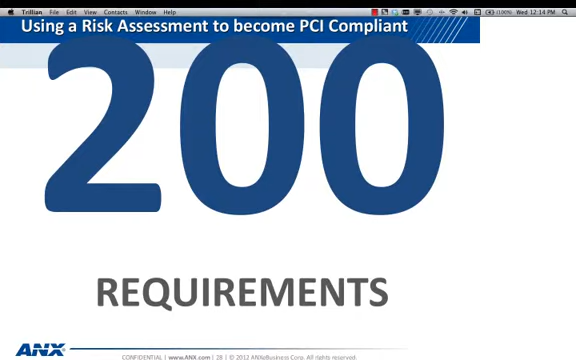 Trillian File Edit View Contacts Window Help Wed 12:14 PM
Using a Risk Assessment to become PCI Compliant
200
REQUIREMENTS
ANX CONFIDENTIAL | www.ANX.com | 28 | © 2012 ANXeBusiness Corp. All rights reserved.